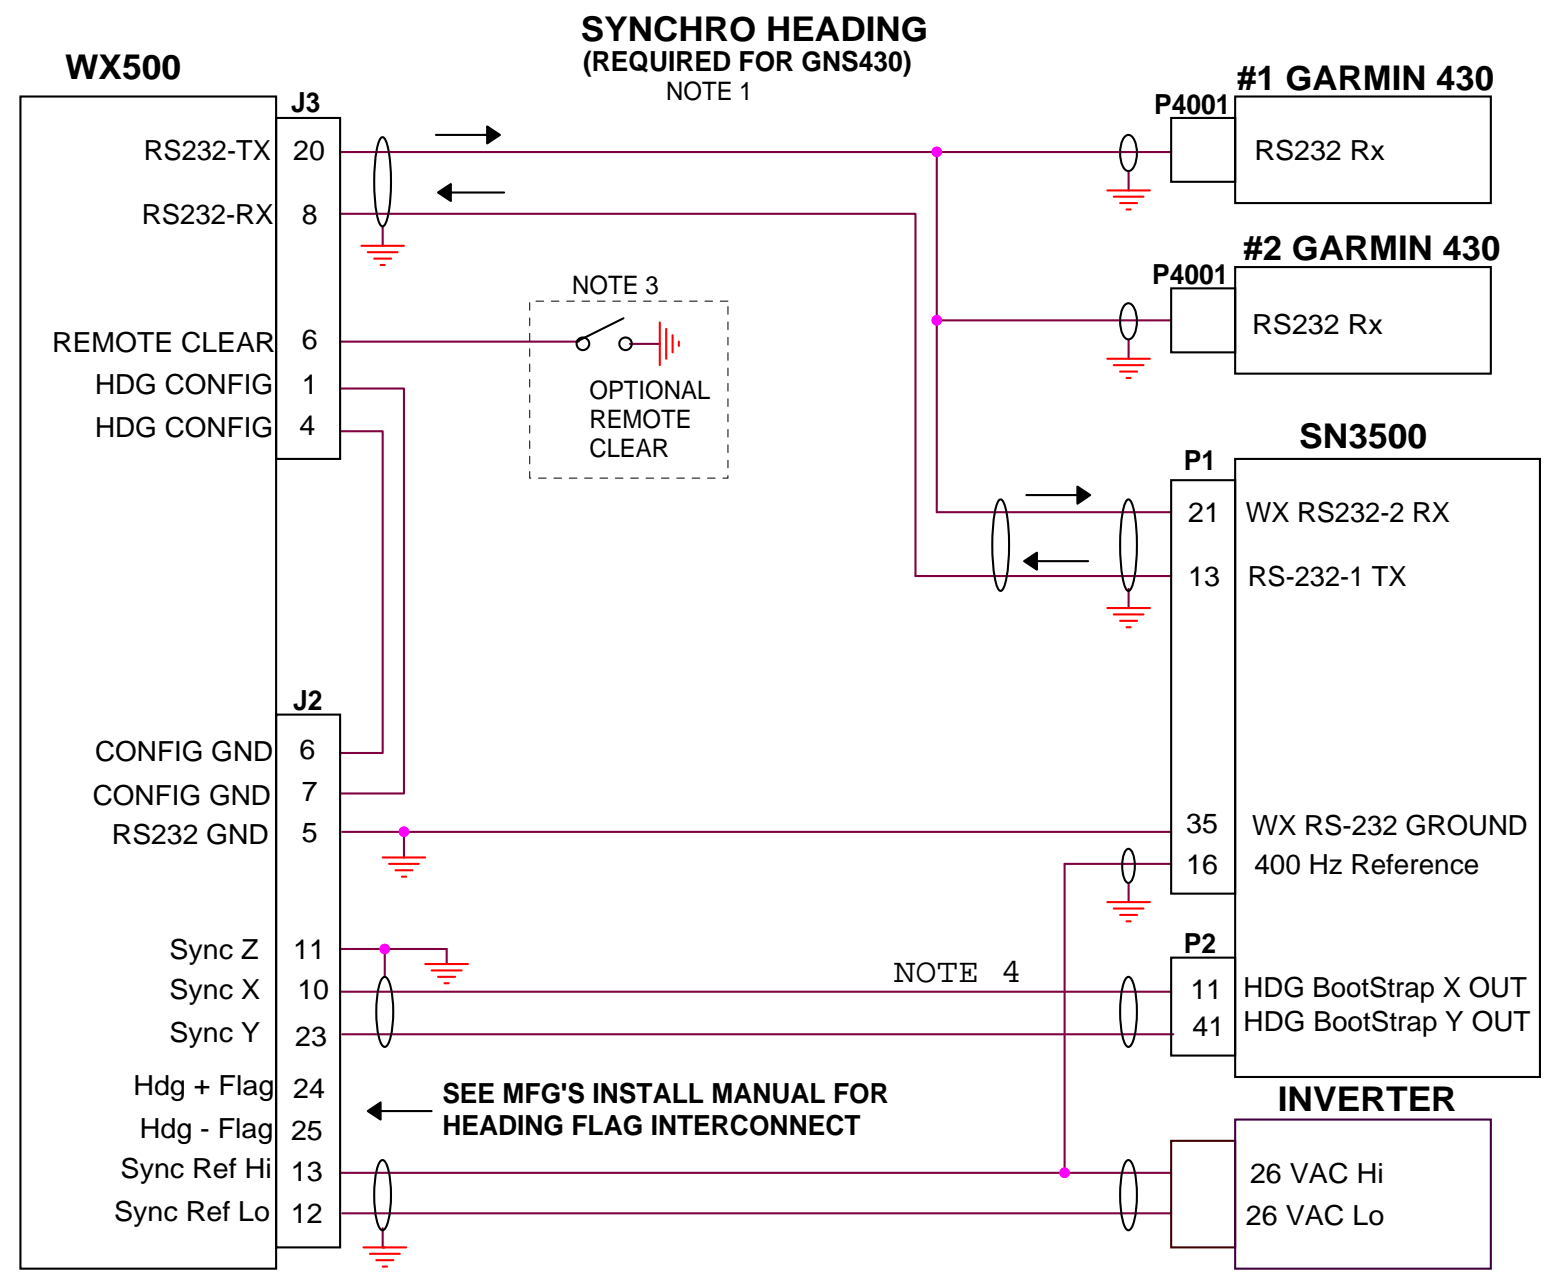 SYNCHRO HEADING
(REQUIRED FOR GNS430)
NOTE 1
WX500
J3
RS232-TX 20
RS232-RX 8
REMOTE CLEAR 6
HDG CONFIG 1
HDG CONFIG 4
NOTE 3
OPTIONAL
REMOTE
CLEAR
#1 GARMIN 430
P4001
RS232 Rx
#2 GARMIN 430
P4001
RS232 Rx
SN3500
P1
21 WX RS232-2 RX
13 RS-232-1 TX
35 WX RS-232 GROUND
16 400 Hz Reference
P2
11 HDG BootStrap X OUT
41 HDG BootStrap Y OUT
J2
CONFIG GND 6
CONFIG GND 7
RS232 GND 5
Sync Z 11
Sync X 10
Sync Y 23
Hdg + Flag 24
Hdg - Flag 25
Sync Ref Hi 13
Sync Ref Lo 12
NOTE 4
SEE MFG'S INSTALL MANUAL FOR
HEADING FLAG INTERCONNECT
INVERTER
26 VAC Hi
26 VAC Lo